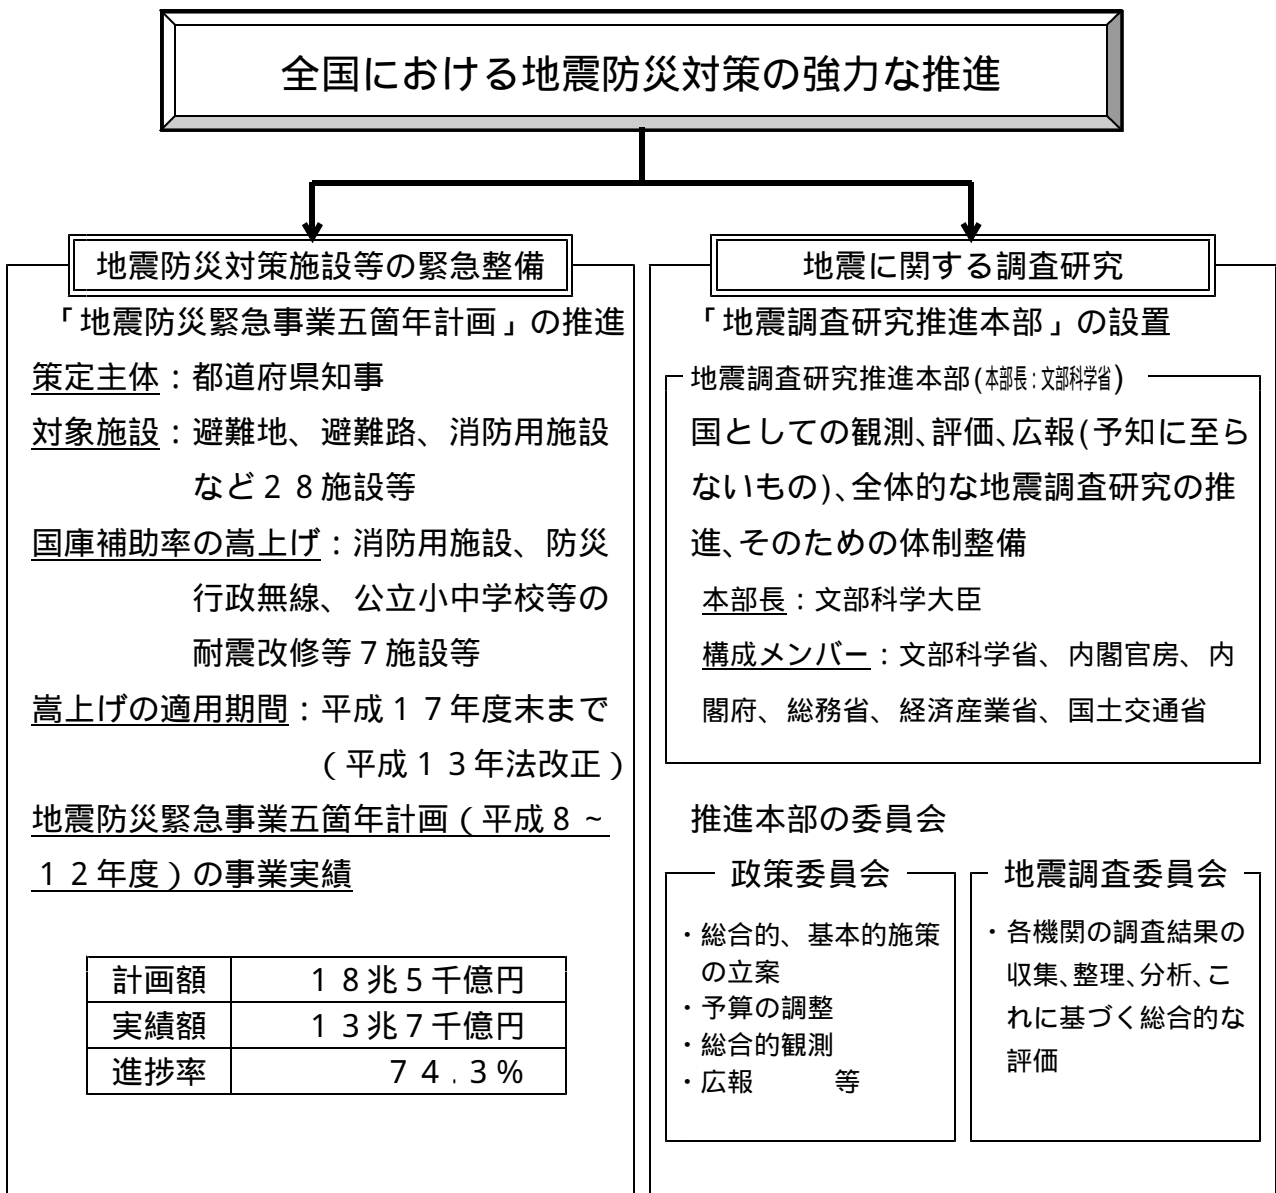 全国における地震防災対策の強力な推進
地震防災対策施設等の緊急整備
「地震防災緊急事業五箇年計画」の推進
策定主体：都道府県知事
対象施設：避難地、避難路、消防用施設
など２８施設等
国庫補助率の嵩上げ：消防用施設、防災
行政無線、公立小中学校等の
耐震改修等７施設等
嵩上げの適用期間：平成１７年度末まで
（平成１３年法改正）
地震防災緊急事業五箇年計画（平成８～
１２年度）の事業実績
計画額 １８兆５千億円
実績額 １３兆７千億円
進捗率 ７４．３％
地震に関する調査研究
「地震調査研究推進本部」の設置
地震調査研究推進本部(本部長:文部科学省)
国としての観測、評価、広報(予知に至ら
ないもの)、全体的な地震調査研究の推
進、そのための体制整備
本部長：文部科学大臣
構成メンバー：文部科学省、内閣官房、内
閣府、総務省、経済産業省、国土交通省
推進本部の委員会
政策委員会
・総合的、基本的施策
の立案
・予算の調整
・総合的観測
・広報　　　等
地震調査委員会
・各機関の調査結果の
収集、整理、分析、こ
れに基づく総合的な
評価